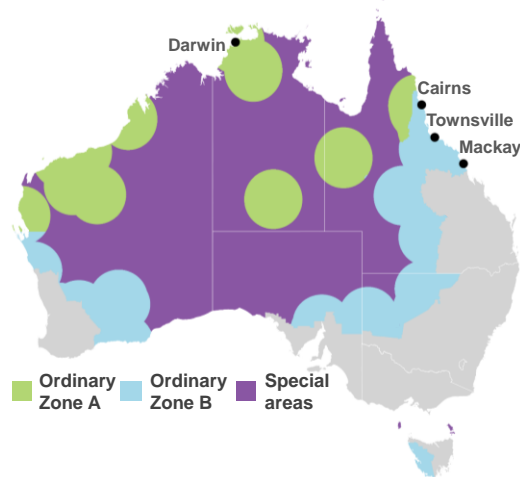 Darwin
Cairns
Townsville
Mackay
Ordinary
Zone A
Ordinary
Zone B
Special
areas